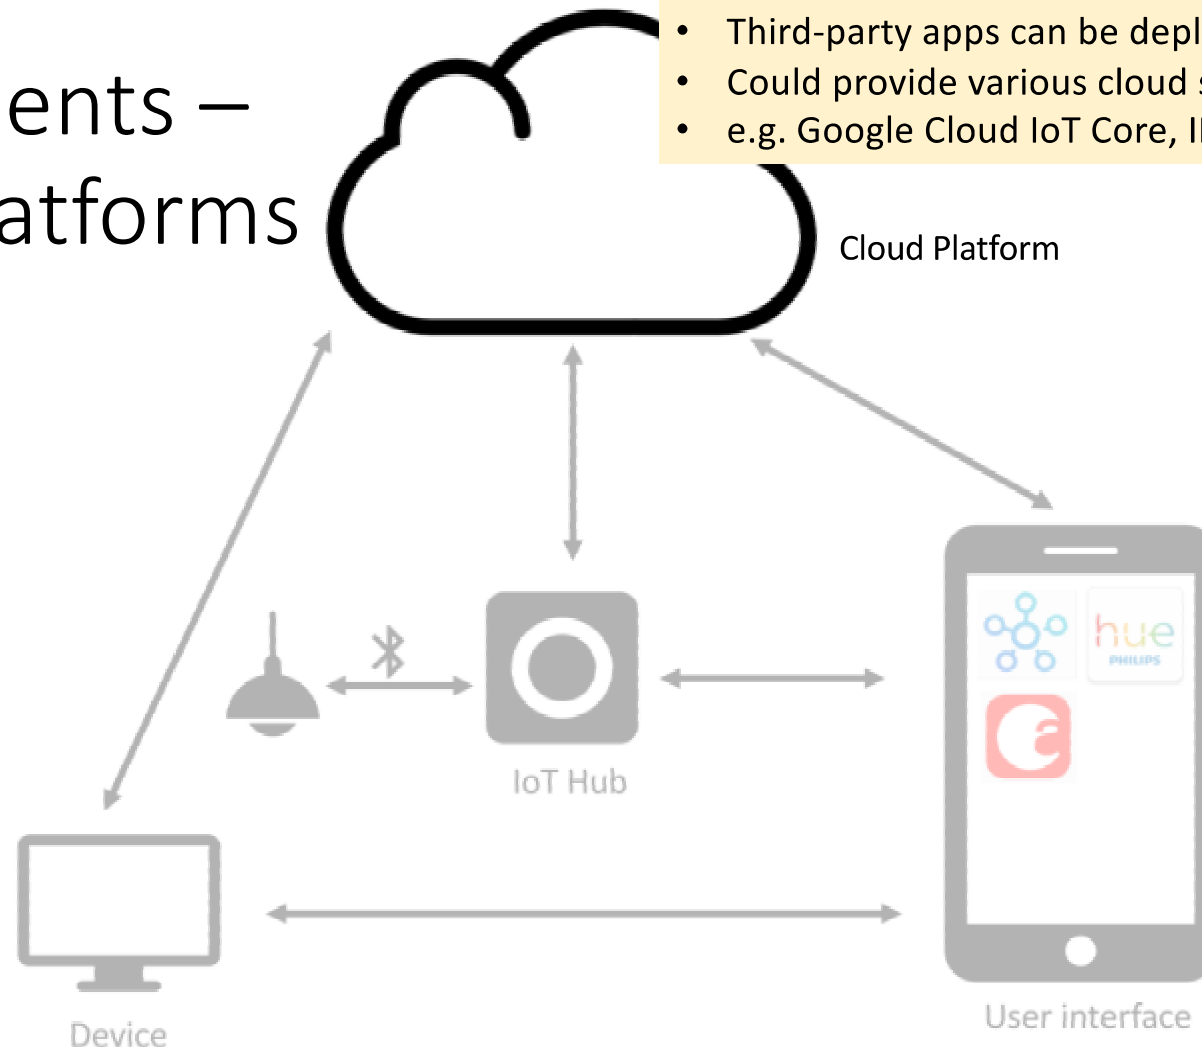 ents –
atforms
• Third-party apps can be depl
• Could provide various cloud s
• e.g. Google Cloud IoT Core, I
Cloud Platform
hue
PHILIPS
a
IoT Hub
Device
User interface